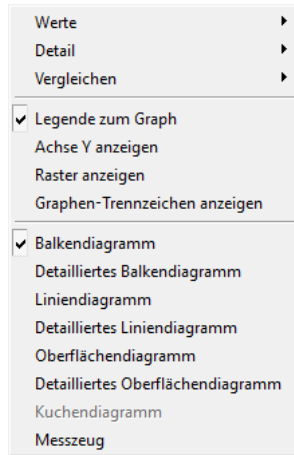 Werte
Detail
Vergleichen
Legende zum Graph
Achse Y anzeigen
Raster anzeigen
Graphen-Trennzeichen anzeigen
Balkendiagramm
Detailliertes Balkendiagramm
Liniendiagramm
Detailliertes Liniendiagramm
Oberflächendiagramm
Detailliertes Oberflächendiagramm
Kuchendiagramm
Messzeug